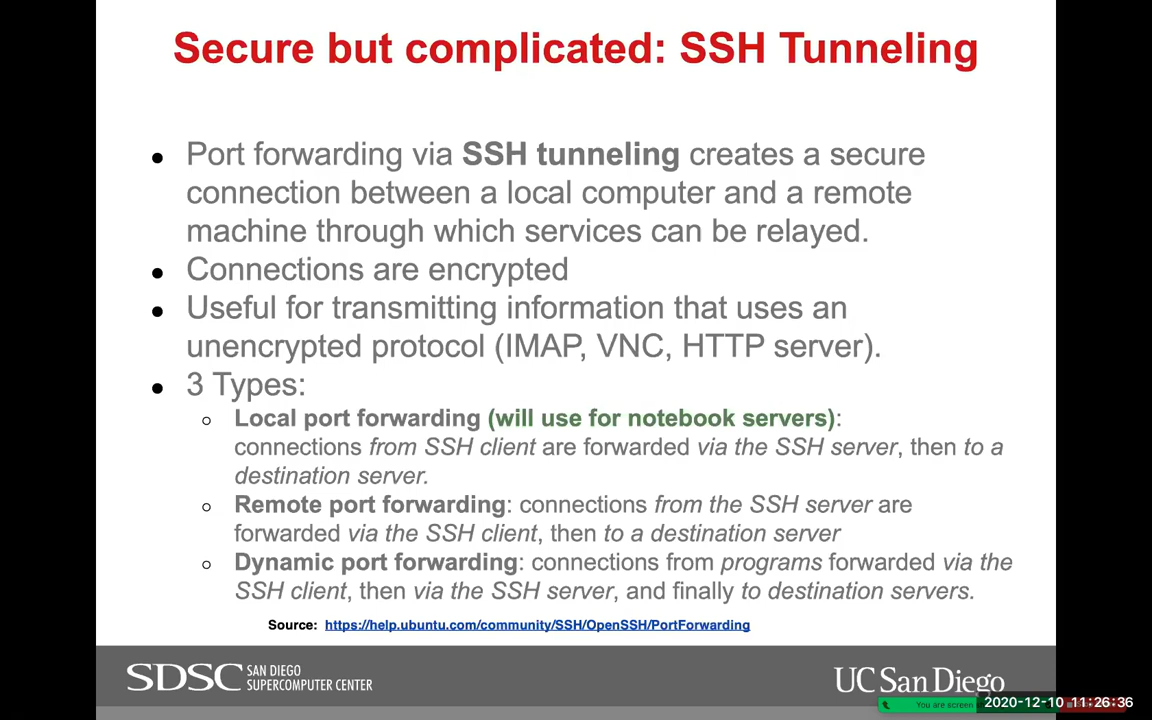 Secure but complicated: SSH Tunneling
● Port forwarding via SSH tunneling creates a secure
connection between a local computer and a remote
machine through which services can be relayed.
● Connections are encrypted
● Useful for transmitting information that uses an
unencrypted protocol (IMAP, VNC, HTTP server).
● 3 Types:
○ Local port forwarding (will use for notebook servers):
connections from SSH client are forwarded via the SSH server, then to a
destination server.
○ Remote port forwarding: connections from the SSH server are
forwarded via the SSH client, then to a destination server
○ Dynamic port forwarding: connections from programs forwarded via the
SSH client, then via the SSH server, and finally to destination servers.
Source: https://help.ubuntu.com/community/SSH/OpenSSH/PortForwarding
SDSC SAN DIEGO
SUPERCOMPUTER CENTER
UC San Diego
You are screen
2020-12-10 11:26:36